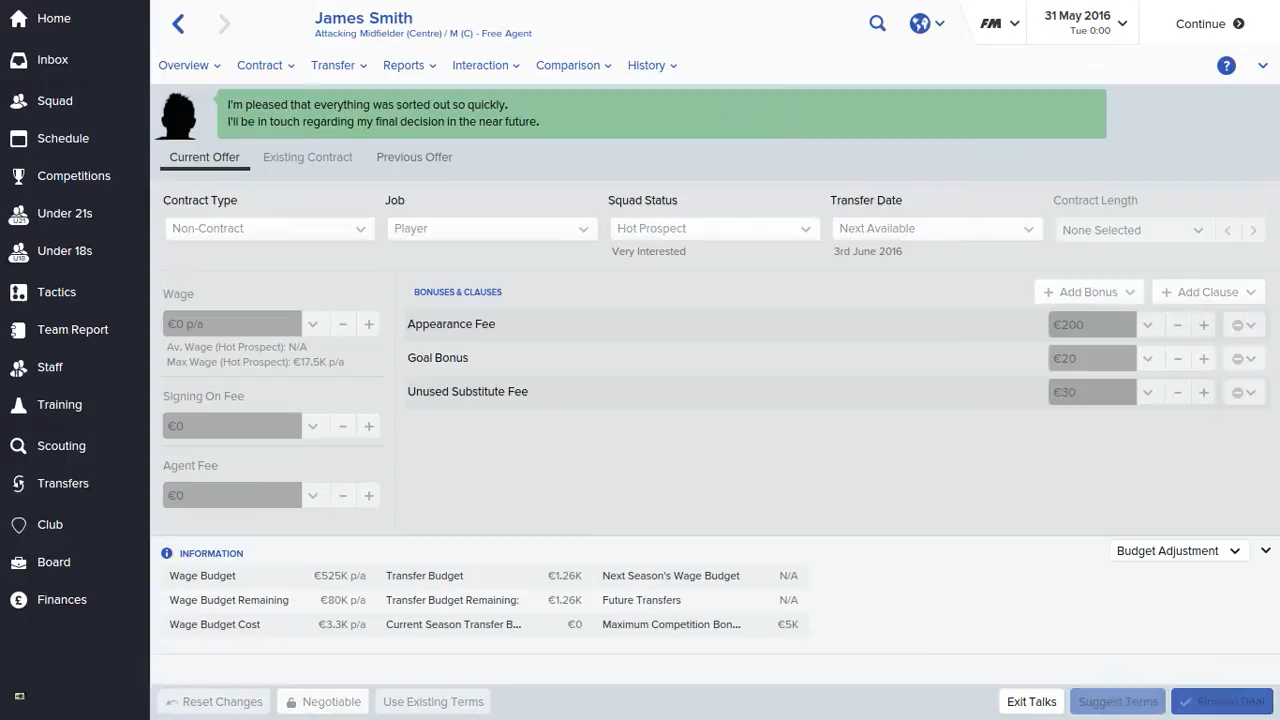 Home
Inbox
Squad
Schedule
Competitions
Under 21s
Under 18s
Tactics
Team Report
Staff
Training
Scouting
Transfers
Club
Board
Finances
James Smith
Attacking Midfielder (Centre) / M (C) - Free Agent
FM
31 May 2016
Tue 0:00
Continue
Overview Contract Transfer Reports Interaction Comparison History
?
I'm pleased that everything was sorted out so quickly.
I'll be in touch regarding my final decision in the near future.
Current Offer Existing Contract Previous Offer
Contract Type Job Squad Status Transfer Date Contract Length
Non-Contract Player Hot Prospect Next Available None Selected
Very Interested 3rd June 2016
Wage
€0 p/a
Av. Wage (Hot Prospect): N/A
Max Wage (Hot Prospect): €17.5K p/a
Signing On Fee
€0
Agent Fee
€0
BONUSES & CLAUSES
Add Bonus Add Clause
Appearance Fee €200
Goal Bonus €20
Unused Substitute Fee €30
INFORMATION
Budget Adjustment
Wage Budget €525K p/a Transfer Budget €1.26K Next Season's Wage Budget N/A
Wage Budget Remaining €80K p/a Transfer Budget Remaining: €1.26K Future Transfers N/A
Wage Budget Cost €3.3K p/a Current Season Transfer B... €0 Maximum Competition Bon... €5K
Reset Changes Negotiable Use Existing Terms Exit Talks Suggest Terms Deal